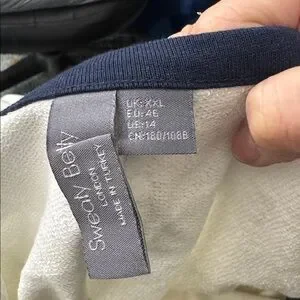 UK: XXL
EU: 46
US: 14
CN: 180/108B
Sweaty Betty
LONDON
MADE IN TURKEY